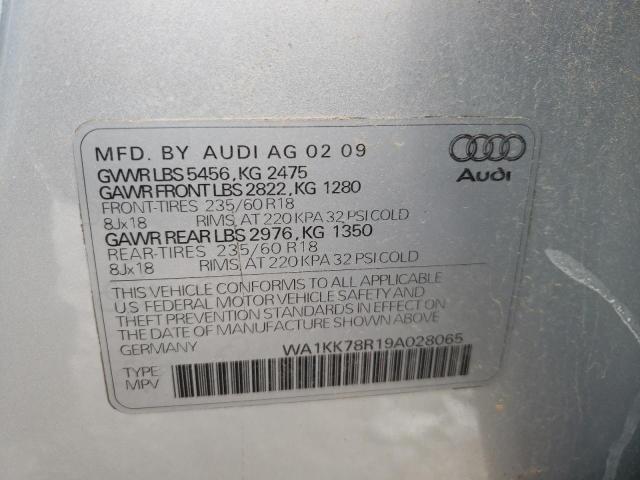 MFD. BY AUDI AG 02 09
GVWR LBS 5456, KG 2475
GAWR FRONT LBS 2822, KG 1280
FRONT-TIRES 235/60 R18
8Jx18 RIMS, AT 220 KPA 32 PSI COLD
GAWR REAR LBS 2976, KG 1350
REAR-TIRES 235/60 R18
8Jx18 RIMS, AT 220 KPA 32 PSI COLD
Audi
THIS VEHICLE CONFORMS TO ALL APPLICABLE
U.S. FEDERAL MOTOR VEHICLE SAFETY AND
THEFT PREVENTION STANDARDS IN EFFECT ON
THE DATE OF MANUFACTURE SHOWN ABOVE
GERMANY WA1KK78R19A028065
TYPE
MPV